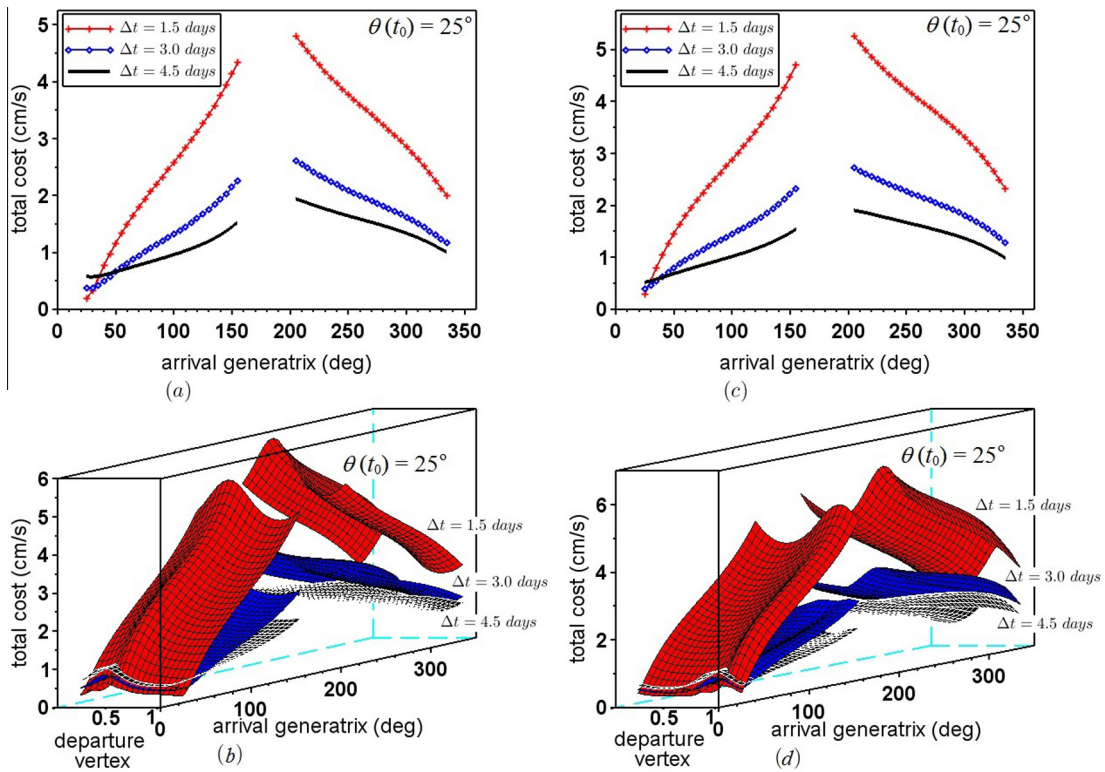 5
4
3
2
1
0
total cost (cm/s)
Δt = 1.5 days
Δt = 3.0 days
Δt = 4.5 days
θ(t₀) = 25°
0 50 100 150 200 250 300 350
arrival generatrix (deg)
(a)
5
4
3
2
1
0
total cost (cm/s)
Δt = 1.5 days
Δt = 3.0 days
Δt = 4.5 days
θ(t₀) = 25°
0 50 100 150 200 250 300 350
arrival generatrix (deg)
(c)
6
5
4
3
2
1
0
total cost (cm/s)
θ(t₀) = 25°
Δt = 1.5 days
Δt = 3.0 days
Δt = 4.5 days
0.5 1
departure
vertex
0 100 200 300
arrival generatrix (deg)
(b)
6
4
2
0
total cost (cm/s)
θ(t₀) = 25°
Δt = 1.5 days
Δt = 3.0 days
Δt = 4.5 days
0.5 1
departure
vertex
0 100 200 300
arrival generatrix (deg)
(d)